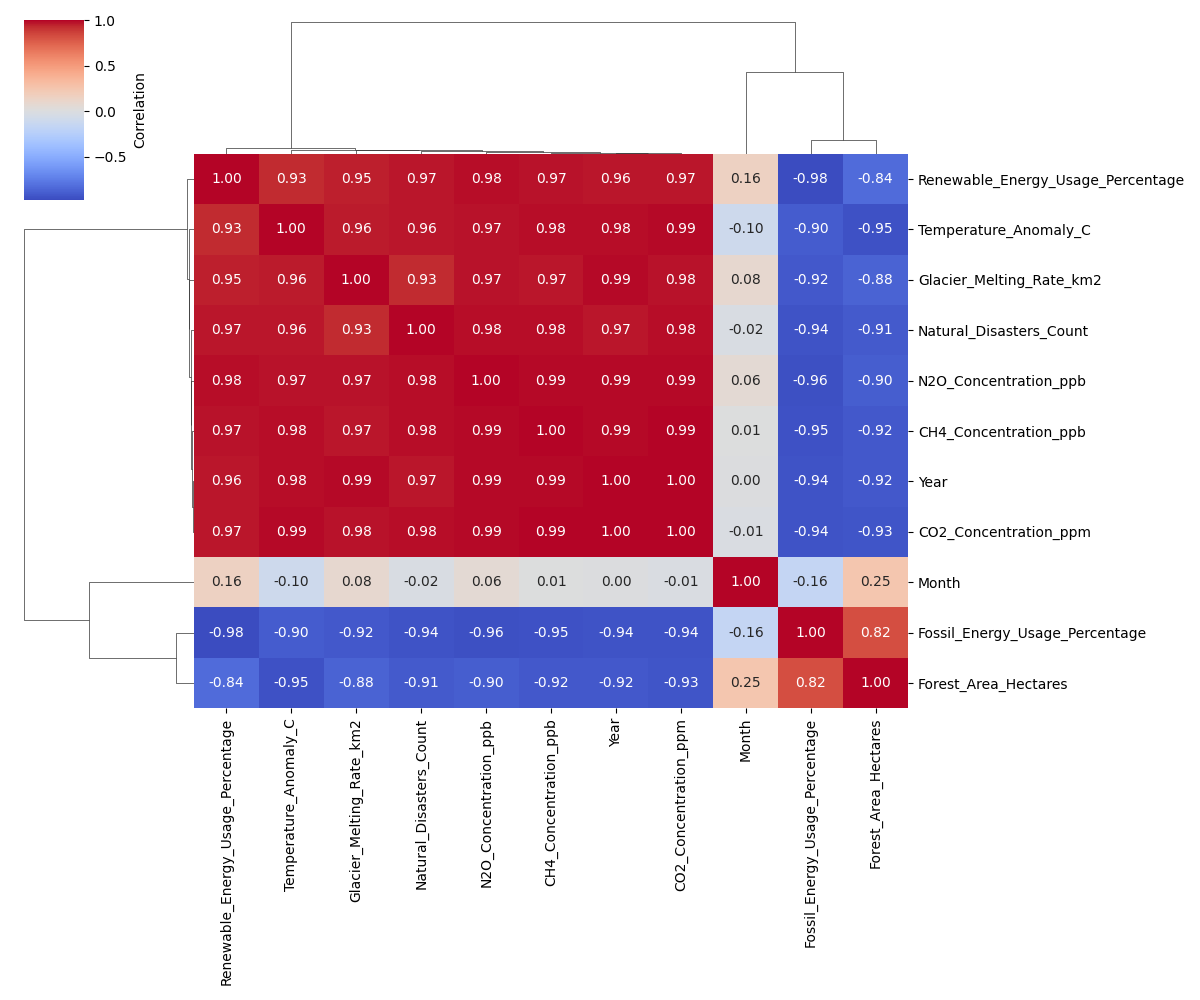 1.0
0.5
0.0
−0.5
Correlation
1.00 0.93 0.95 0.97 0.98 0.97 0.96 0.97 0.16 -0.98 -0.84 Renewable_Energy_Usage_Percentage
0.93 1.00 0.96 0.96 0.97 0.98 0.98 0.99 -0.10 -0.90 -0.95 Temperature_Anomaly_C
0.95 0.96 1.00 0.93 0.97 0.97 0.99 0.98 0.08 -0.92 -0.88 Glacier_Melting_Rate_km2
0.97 0.96 0.93 1.00 0.98 0.98 0.97 0.98 -0.02 -0.94 -0.91 Natural_Disasters_Count
0.98 0.97 0.97 0.98 1.00 0.99 0.99 0.99 0.06 -0.96 -0.90 N2O_Concentration_ppb
0.97 0.98 0.97 0.98 0.99 1.00 0.99 0.99 0.01 -0.95 -0.92 CH4_Concentration_ppb
0.96 0.98 0.99 0.97 0.99 0.99 1.00 1.00 0.00 -0.94 -0.92 Year
0.97 0.99 0.98 0.98 0.99 0.99 1.00 1.00 -0.01 -0.94 -0.93 CO2_Concentration_ppm
0.16 -0.10 0.08 -0.02 0.06 0.01 0.00 -0.01 1.00 -0.16 0.25 Month
-0.98 -0.90 -0.92 -0.94 -0.96 -0.95 -0.94 -0.94 -0.16 1.00 0.82 Fossil_Energy_Usage_Percentage
-0.84 -0.95 -0.88 -0.91 -0.90 -0.92 -0.92 -0.93 0.25 0.82 1.00 Forest_Area_Hectares
Renewable_Energy_Usage_Percentage
Temperature_Anomaly_C
Glacier_Melting_Rate_km2
Natural_Disasters_Count
N2O_Concentration_ppb
CH4_Concentration_ppb
Year
CO2_Concentration_ppm
Month
Fossil_Energy_Usage_Percentage
Forest_Area_Hectares